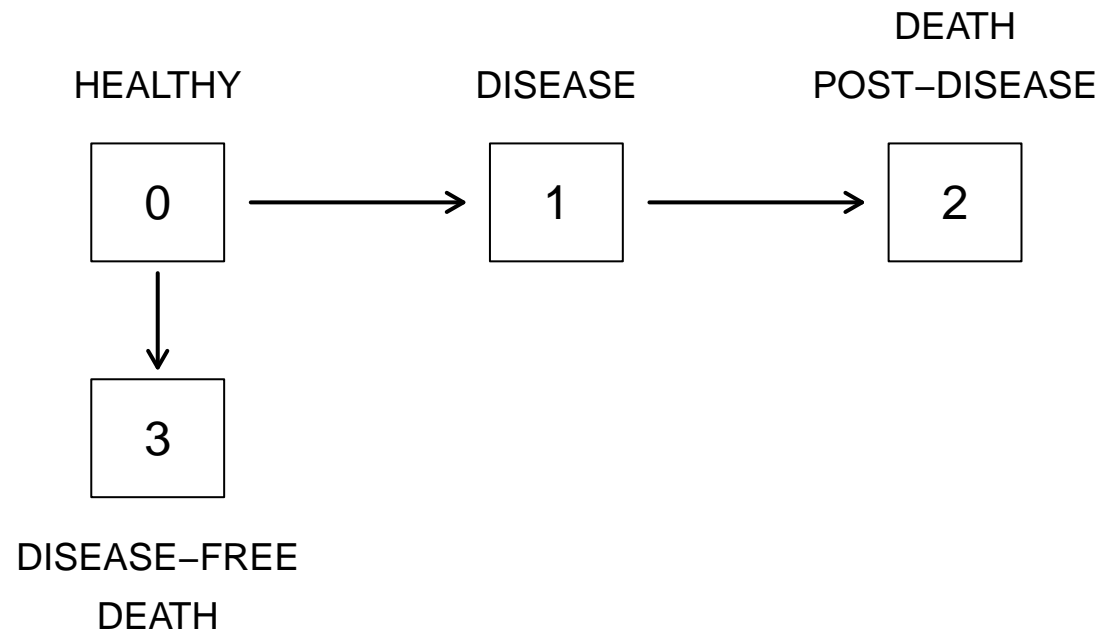 DEATH
HEALTHY DISEASE POST–DISEASE
0 1 2
3
DISEASE–FREE
DEATH